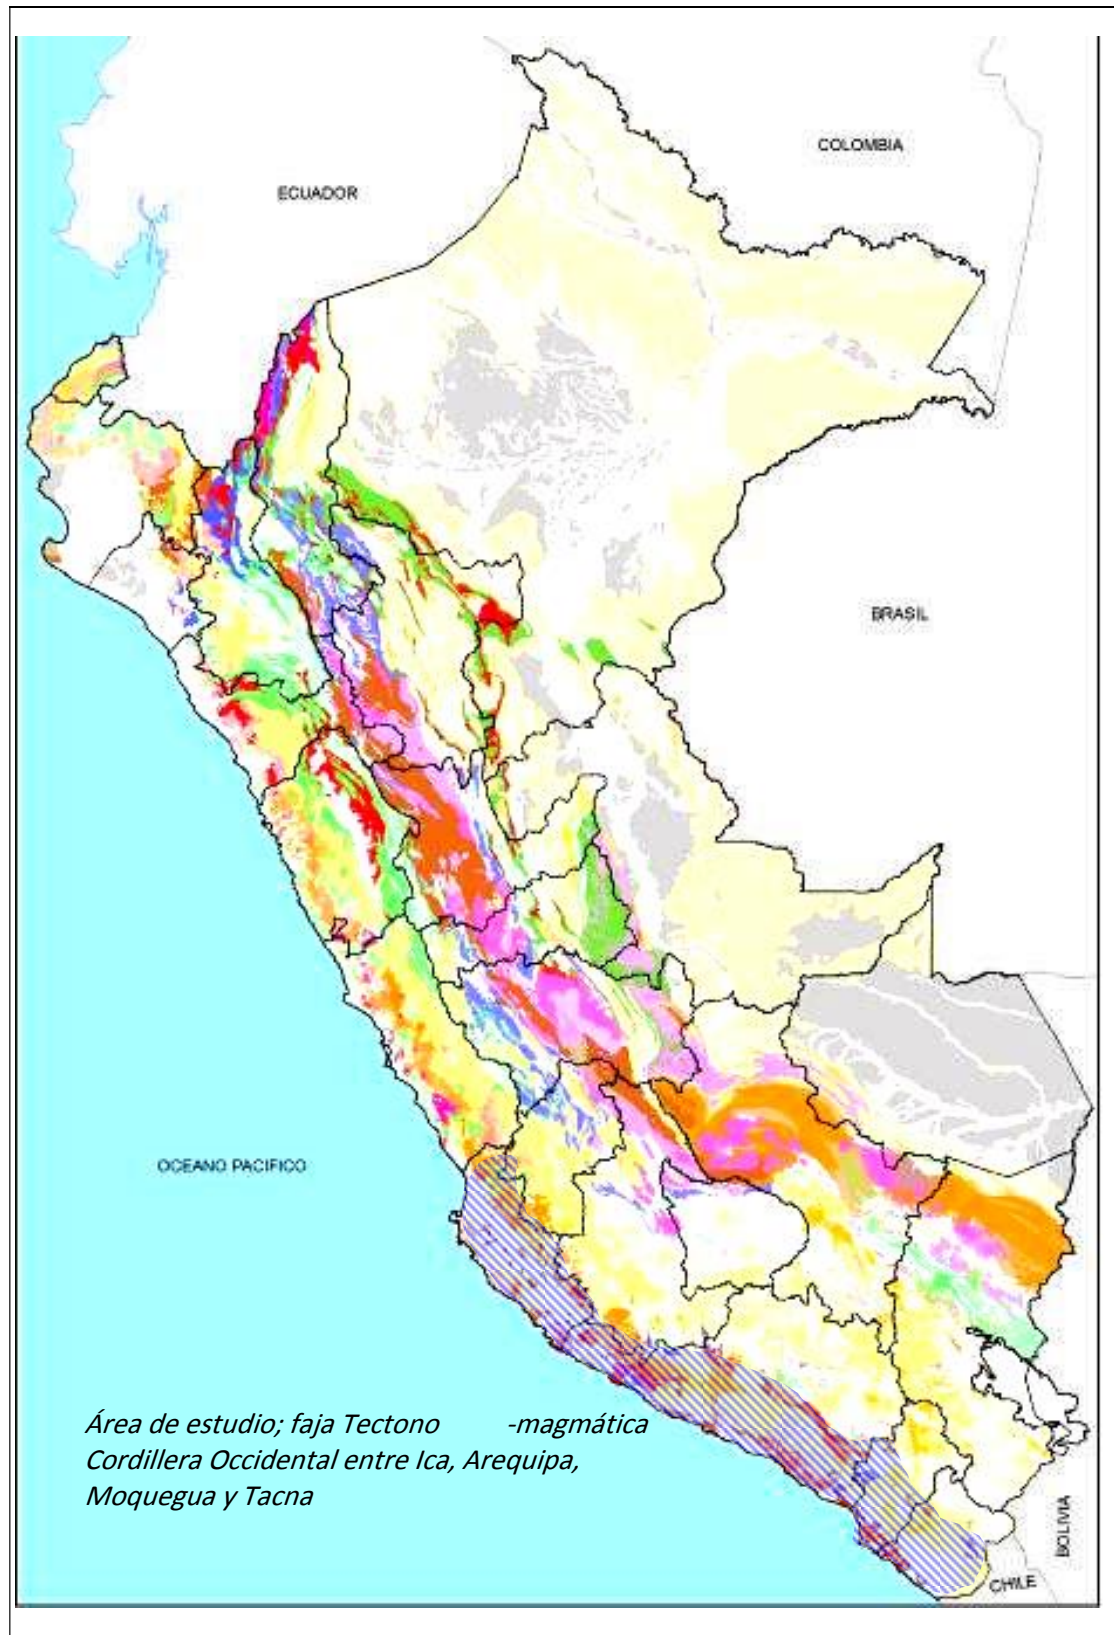 COLOMBIA
ECUADOR
BRASIL
OCEANO PACIFICO
Área de estudio; faja Tectono -magmática
Cordillera Occidental entre Ica, Arequipa,
Moquegua y Tacna
BOLIVIA
CHILE